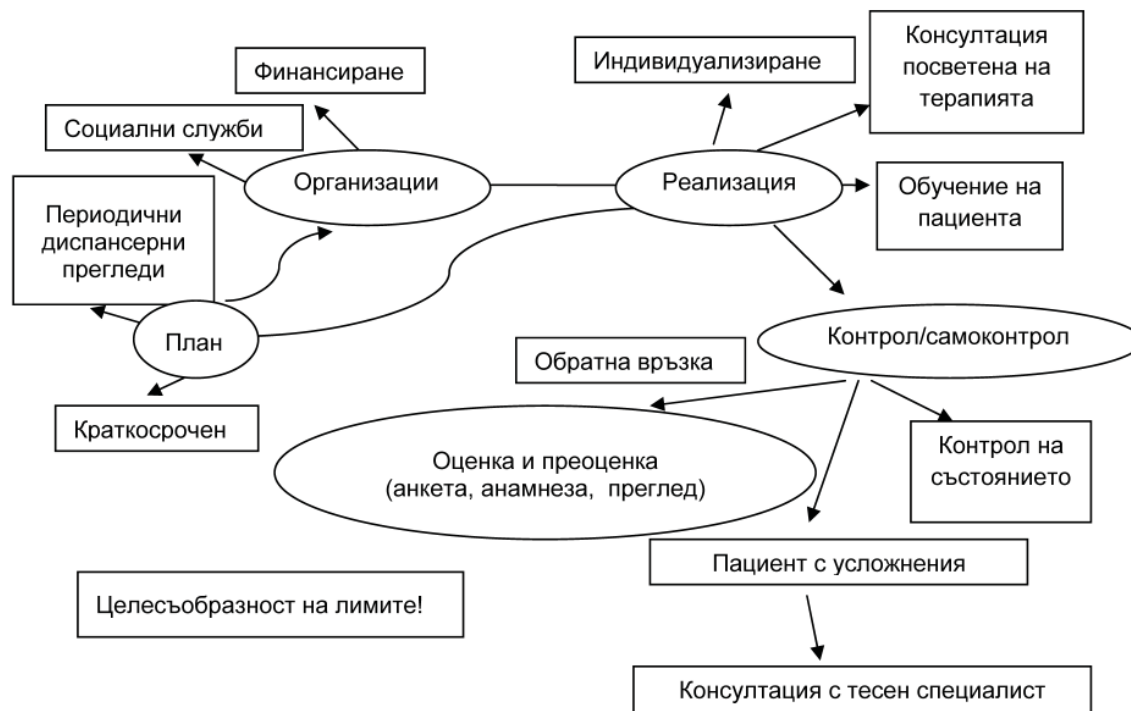 Консултация
посветена на
терапията
Индивидуализиране
Финансиране
Социални служби
Организации
Реализация
Обучение на
пациента
Периодични
диспансерни
прегледи
План
Контрол/самоконтрол
Обратна връзка
Краткосрочен
Оценка и преоценка
(анкета, анамнеза, преглед)
Контрол на
състоянието
Пациент с усложнения
Целесъобразност на лимите!
Консултация с тесен специалист